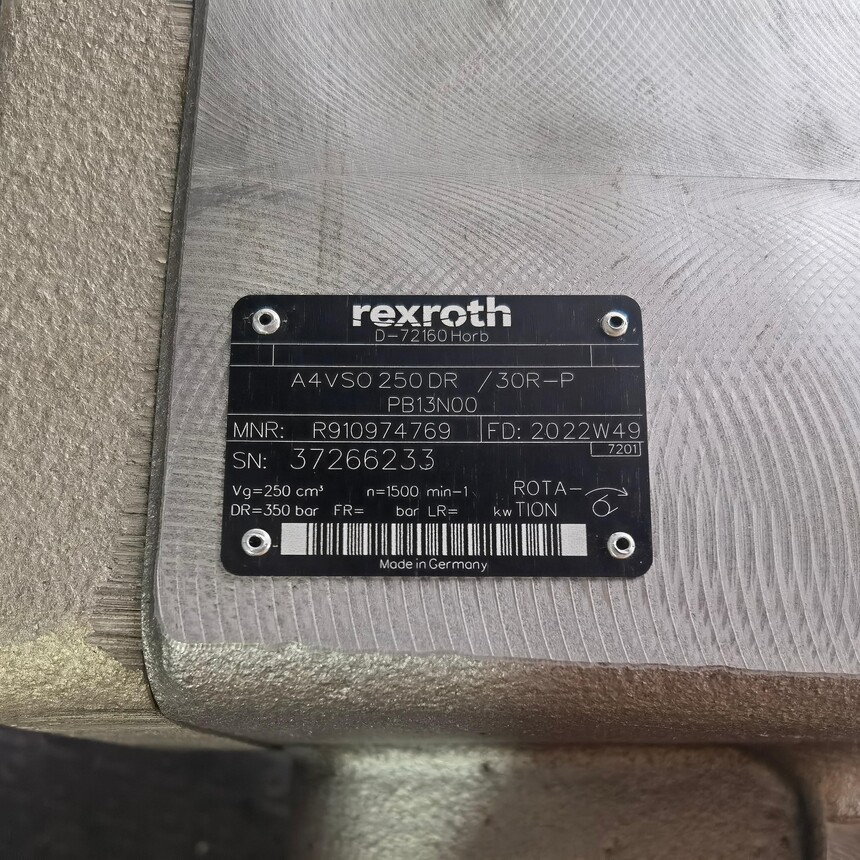 rexroth
D-72160 Horb
A4VSO 250 DR /30R-P
PB13N00
MNR: R910974769 FD: 2022W49
7201
SN: 37266233
Vg=250 cm³ n=1500 min-1 ROTA-
DR=350 bar FR= bar LR= kw TION
Made in Germany